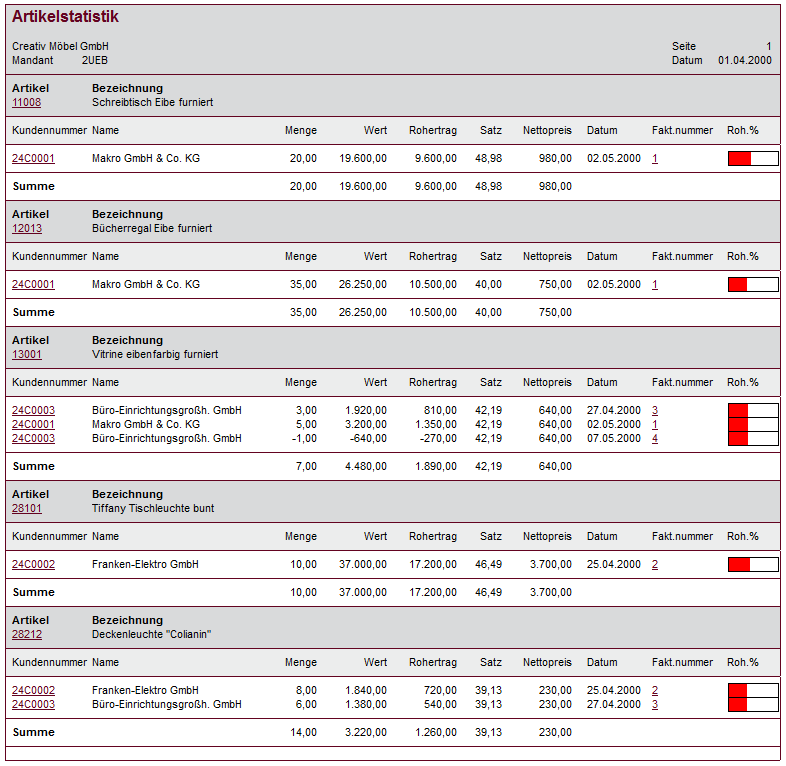 Artikelstatistik
Creativ Möbel GmbH Seite 1
Mandant 2UEB Datum 01.04.2000
Artikel Bezeichnung
11008 Schreibtisch Eibe furniert
Kundennummer Name Menge Wert Rohertrag Satz Nettopreis Datum Fakt.nummer Roh.%
24C0001 Makro GmbH & Co. KG 20,00 19.600,00 9.600,00 48,98 980,00 02.05.2000 1
Summe 20,00 19.600,00 9.600,00 48,98 980,00
Artikel Bezeichnung
12013 Bücherregal Eibe furniert
Kundennummer Name Menge Wert Rohertrag Satz Nettopreis Datum Fakt.nummer Roh.%
24C0001 Makro GmbH & Co. KG 35,00 26.250,00 10.500,00 40,00 750,00 02.05.2000 1
Summe 35,00 26.250,00 10.500,00 40,00 750,00
Artikel Bezeichnung
13001 Vitrine eibenfarbig furniert
Kundennummer Name Menge Wert Rohertrag Satz Nettopreis Datum Fakt.nummer Roh.%
24C0003 Büro-Einrichtungsgroßh. GmbH 3,00 1.920,00 810,00 42,19 640,00 27.04.2000 3
24C0001 Makro GmbH & Co. KG 5,00 3.200,00 1.350,00 42,19 640,00 02.05.2000 1
24C0003 Büro-Einrichtungsgroßh. GmbH -1,00 -640,00 -270,00 42,19 640,00 07.05.2000 4
Summe 7,00 4.480,00 1.890,00 42,19 640,00
Artikel Bezeichnung
28101 Tiffany Tischleuchte bunt
Kundennummer Name Menge Wert Rohertrag Satz Nettopreis Datum Fakt.nummer Roh.%
24C0002 Franken-Elektro GmbH 10,00 37.000,00 17.200,00 46,49 3.700,00 25.04.2000 2
Summe 10,00 37.000,00 17.200,00 46,49 3.700,00
Artikel Bezeichnung
28212 Deckenleuchte "Colianin"
Kundennummer Name Menge Wert Rohertrag Satz Nettopreis Datum Fakt.nummer Roh.%
24C0002 Franken-Elektro GmbH 8,00 1.840,00 720,00 39,13 230,00 25.04.2000 2
24C0003 Büro-Einrichtungsgroßh. GmbH 6,00 1.380,00 540,00 39,13 230,00 27.04.2000 3
Summe 14,00 3.220,00 1.260,00 39,13 230,00